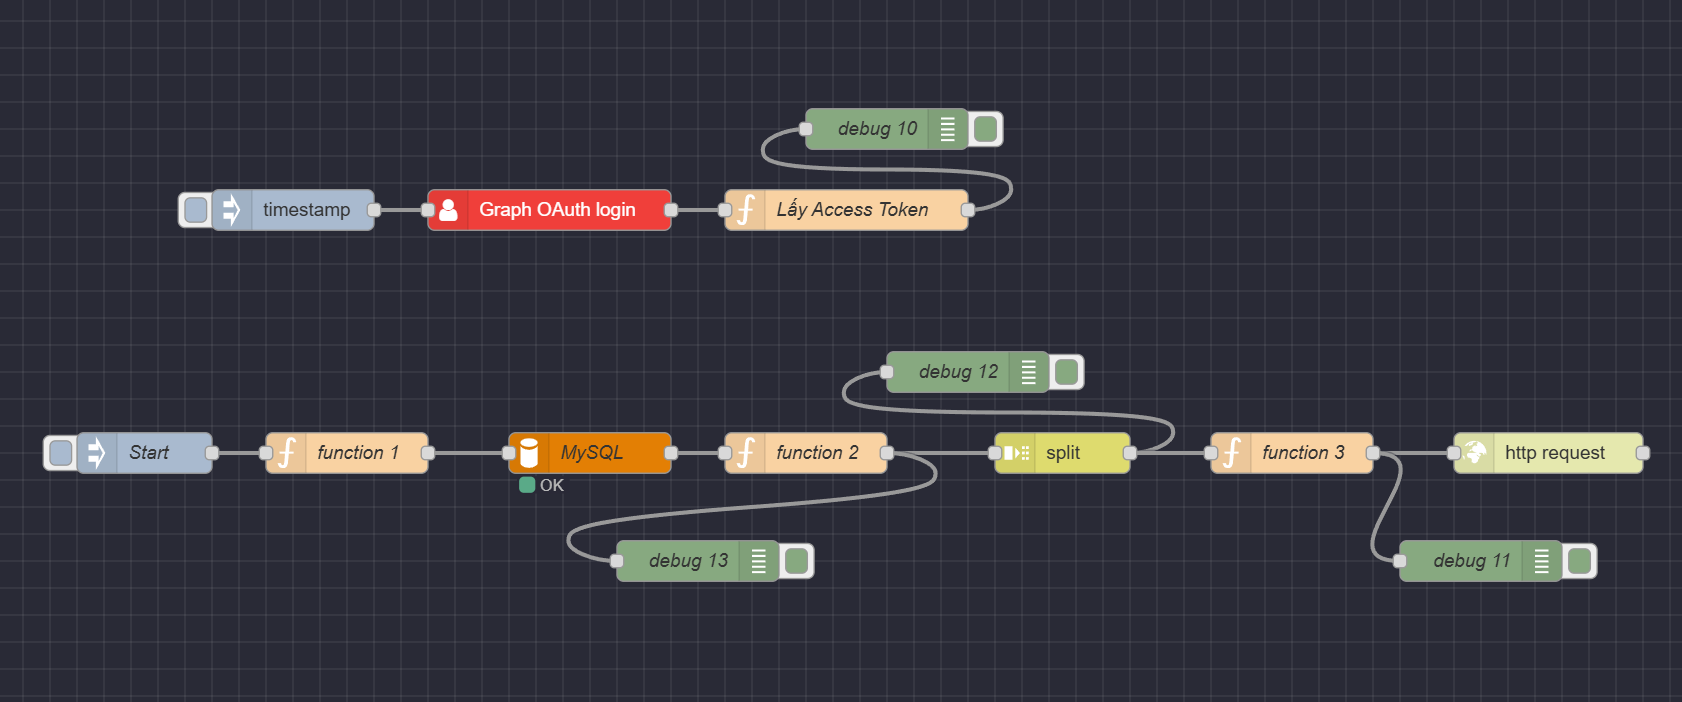 debug 10
timestamp
Graph OAuth login
Lấy Access Token
debug 12
Start
function 1
MySQL
function 2
split
function 3
http request
OK
debug 13
debug 11